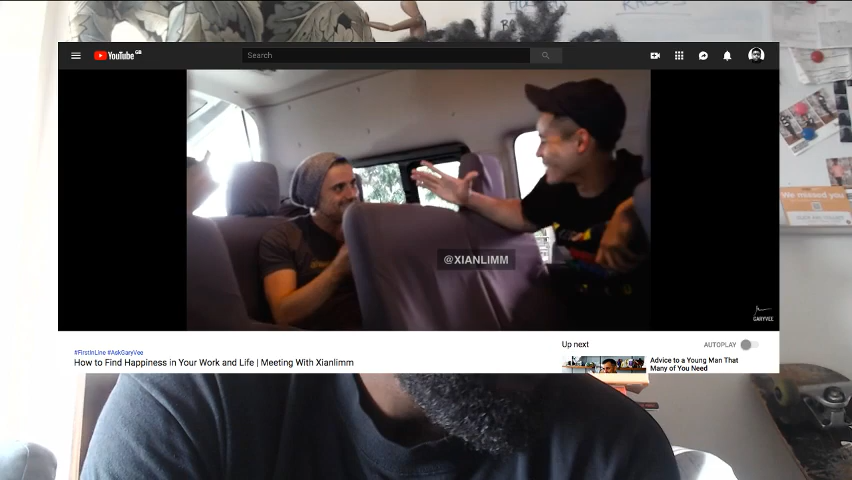 YouTube GB
Search
@XIANLIMM
GARYVEE
#FirstInLine #AskGaryVee
How to Find Happiness in Your Work and Life | Meeting With Xianlimm
Up next
AUTOPLAY
Advice to a Young Man That
Many of You Need
We missed you